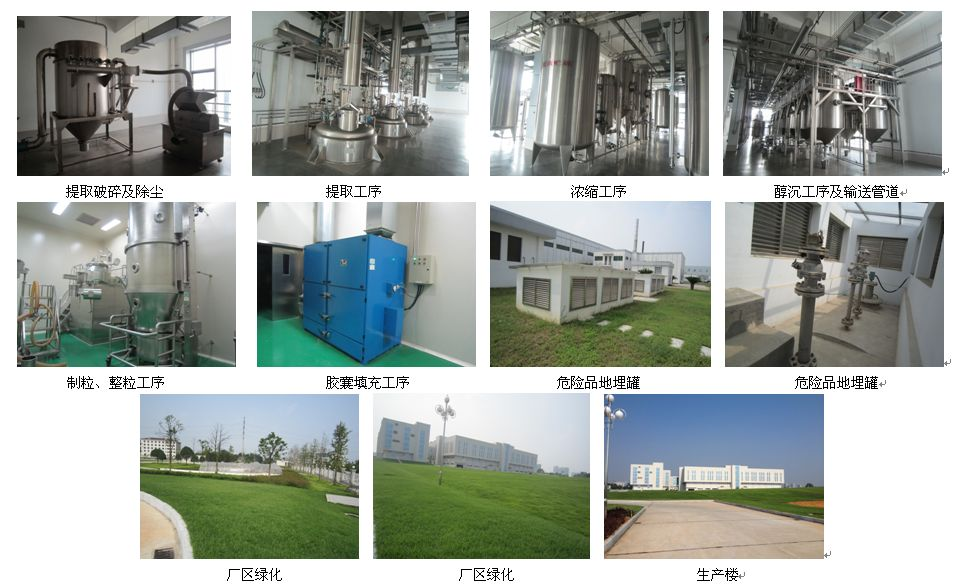 提取破碎及除尘 提取工序 浓缩工序 醇沉工序及输送管道
制粒、整粒工序 胶囊填充工序 危险品地埋罐 危险品地埋罐
厂区绿化 厂区绿化 生产楼